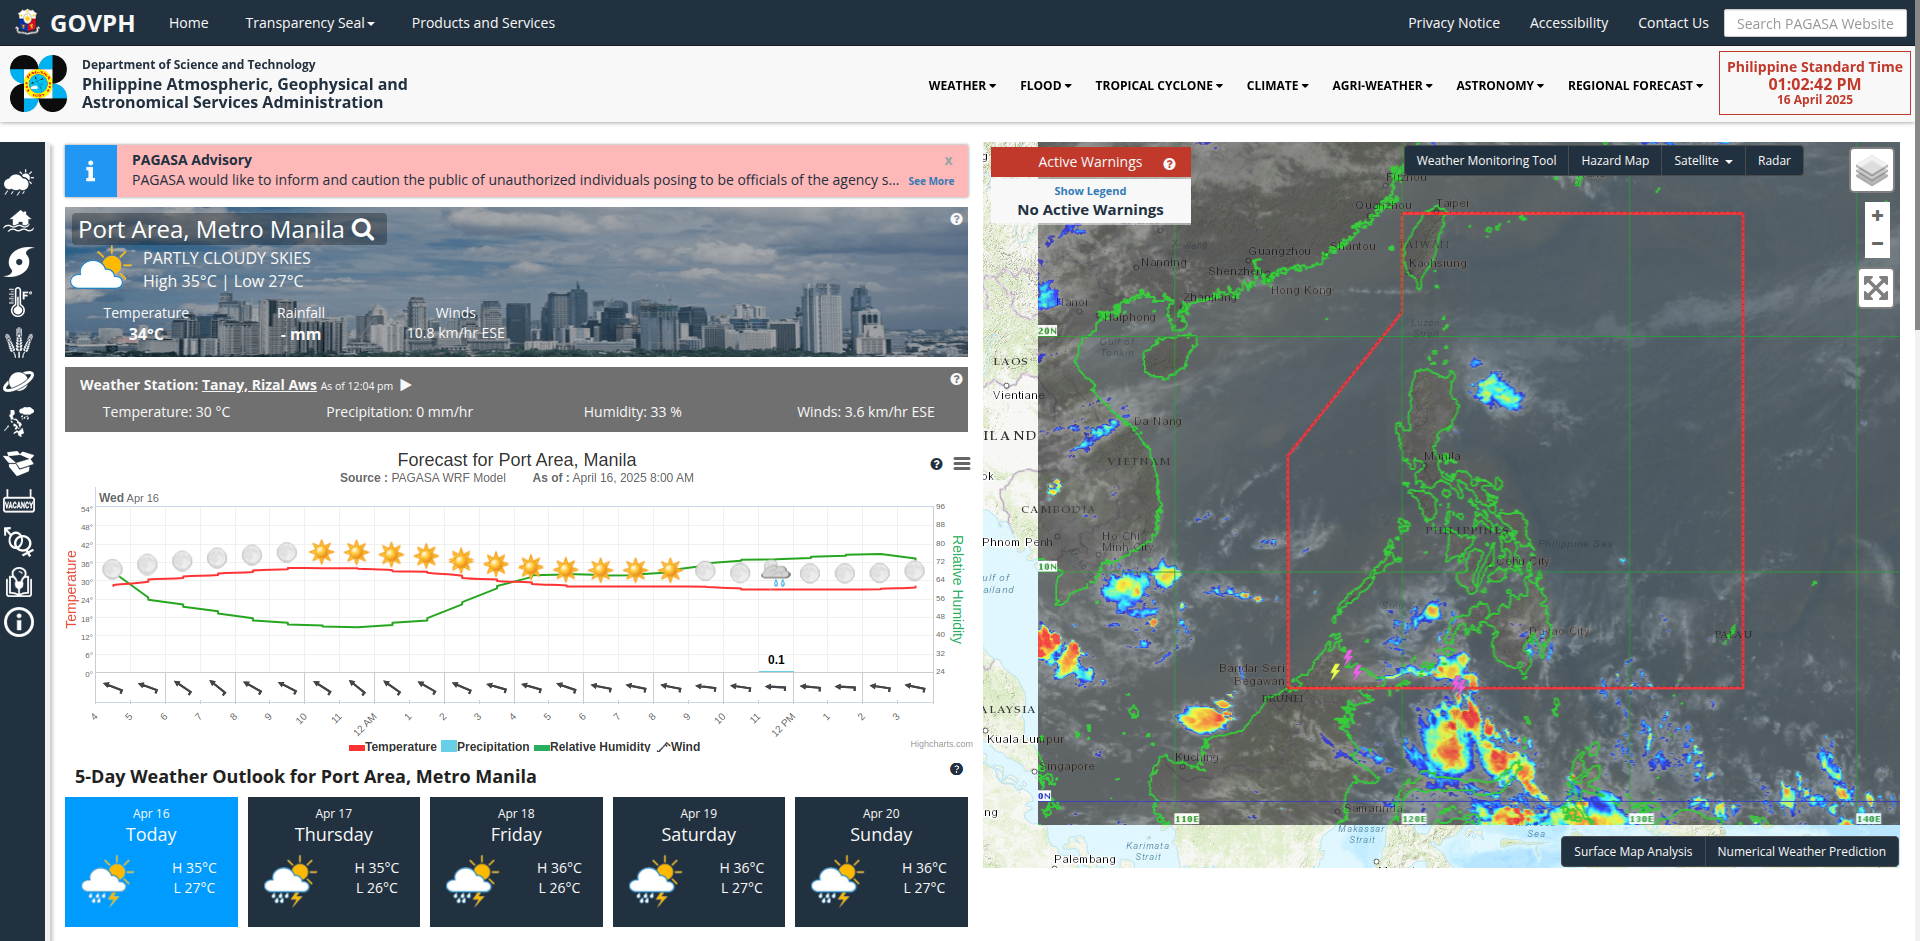 GOVPH
Home
Transparency Seal
Products and Services
Privacy Notice
Accessibility
Contact Us
Search PAGASA Website
Department of Science and Technology
Philippine Atmospheric, Geophysical and
Astronomical Services Administration
WEATHER
FLOOD
TROPICAL CYCLONE
CLIMATE
AGRI-WEATHER
ASTRONOMY
REGIONAL FORECAST
Philippine Standard Time
01:02:42 PM
16 April 2025
VACANCY
PAGASA Advisory
x
PAGASA would like to inform and caution the public of unauthorized individuals posing to be officials of the agency s... See More
Port Area, Metro Manila
PARTLY CLOUDY SKIES
High 35°C | Low 27°C
Temperature
34°C
Rainfall
- mm
Winds
10.8 km/hr ESE
Weather Station: Tanay, Rizal Aws As of 12:04 pm
Temperature: 30 °C
Precipitation: 0 mm/hr
Humidity: 33 %
Winds: 3.6 km/hr ESE
Forecast for Port Area, Manila
Source : PAGASA WRF Model As of : April 16, 2025 8:00 AM
Wed Apr 16
Temperature
54°
48°
42°
36°
30°
24°
18°
12°
6°
0°
96
88
80
72
64
56
48
40
32
24
Relative Humidity
0.1
4 5 6 7 8 9 10 11 12 AM 1 2 3 4 5 6 7 8 9 10 11 12 PM 1 2 3
Temperature Precipitation Relative Humidity Wind
Highcharts.com
5-Day Weather Outlook for Port Area, Metro Manila
Apr 16
Today
H 35°C
L 27°C
Apr 17
Thursday
H 35°C
L 26°C
Apr 18
Friday
H 36°C
L 26°C
Apr 19
Saturday
H 36°C
L 27°C
Apr 20
Sunday
H 36°C
L 27°C
Active Warnings
Show Legend
No Active Warnings
Weather Monitoring Tool
Hazard Map
Satellite
Radar
+
−
Fuzhou
Quanzhou
Taipei
TAIWAN
Kaohsiung
Shantou
Guangzhou
Shenzhen
Hong Kong
Nanning
Zhanjiang
Hanoi
Haiphong
20N
Gulf of
Tonkin
Luzon
Strait
LAOS
Vientiane
Da Nang
ILAND
VIETNAM
Manila
ok
CAMBODIA
PHILIPPINES
Phnom Penh
Ho Chi
Minh City
Philippine Sea
10N
Cebu City
ulf of
ailand
Davao City
PALAU
Bandar Seri
Begawan
BRUNEI
ALAYSIA
Kuala Lumpur
Kuching
Singapore
0N
Samarinda
110E
120E
130E
140E
ng
Makassar
Strait
Sea
Karimata
Strait
Palembang
Surface Map Analysis
Numerical Weather Prediction